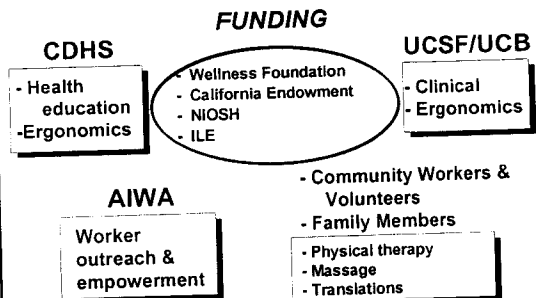 FUNDING
CDHS
- Health
education
-Ergonomics
- Wellness Foundation
- California Endowment
- NIOSH
- ILE
UCSF/UCB
- Clinical
- Ergonomics
AIWA
Worker
outreach &
empowerment
- Community Workers &
Volunteers
- Family Members
- Physical therapy
- Massage
- Translations